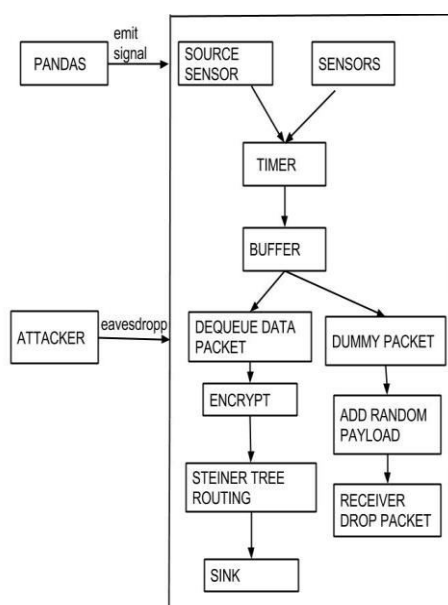 emit
signal
PANDAS
SOURCE
SENSOR
SENSORS
TIMER
BUFFER
eavesdropp
ATTACKER
DEQUEUE DATA
PACKET
DUMMY PACKET
ENCRYPT
ADD RANDOM
PAYLOAD
STEINER TREE
ROUTING
RECEIVER
DROP PACKET
SINK